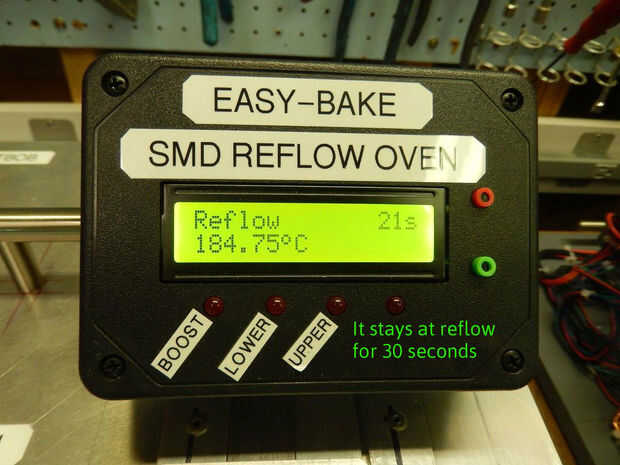 EASY-BAKE
SMD REFLOW OVEN
Reflow 21s
184.75°C
BOOST
LOWER
UPPER
It stays at reflow
for 30 seconds